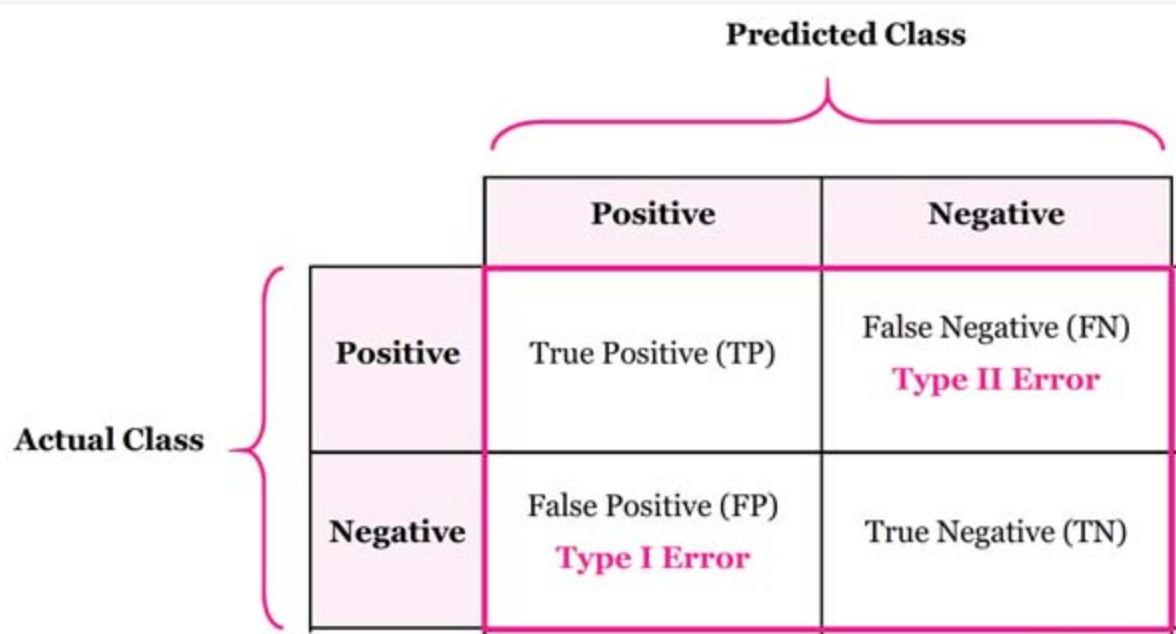 Predicted Class
Positive
Negative
Actual Class
Positive
True Positive (TP)
False Negative (FN)
Type II Error
Negative
False Positive (FP)
Type I Error
True Negative (TN)